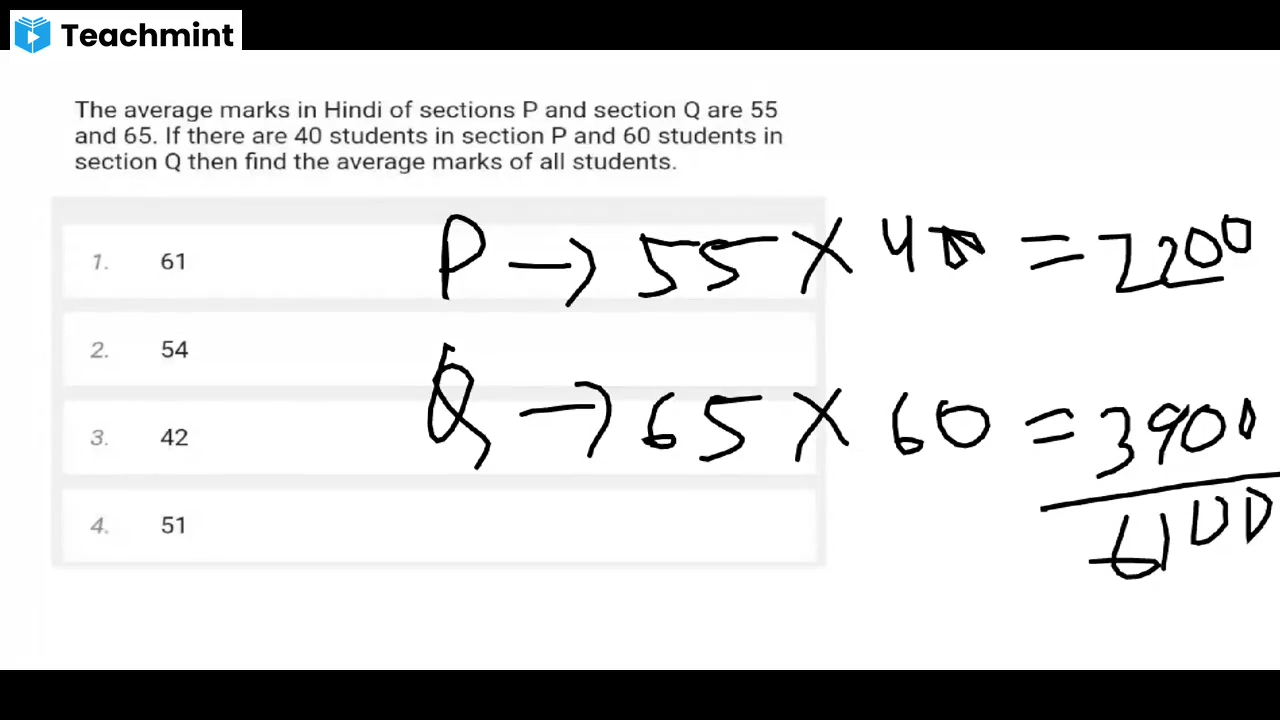 Teachmint
The average marks in Hindi of sections P and section Q are 55
and 65. If there are 40 students in section P and 60 students in
section Q then find the average marks of all students.
1. 61
P → 55 × 40 = 2200
2. 54
Q → 65 × 60 = 3900
3. 42
6100
4. 51